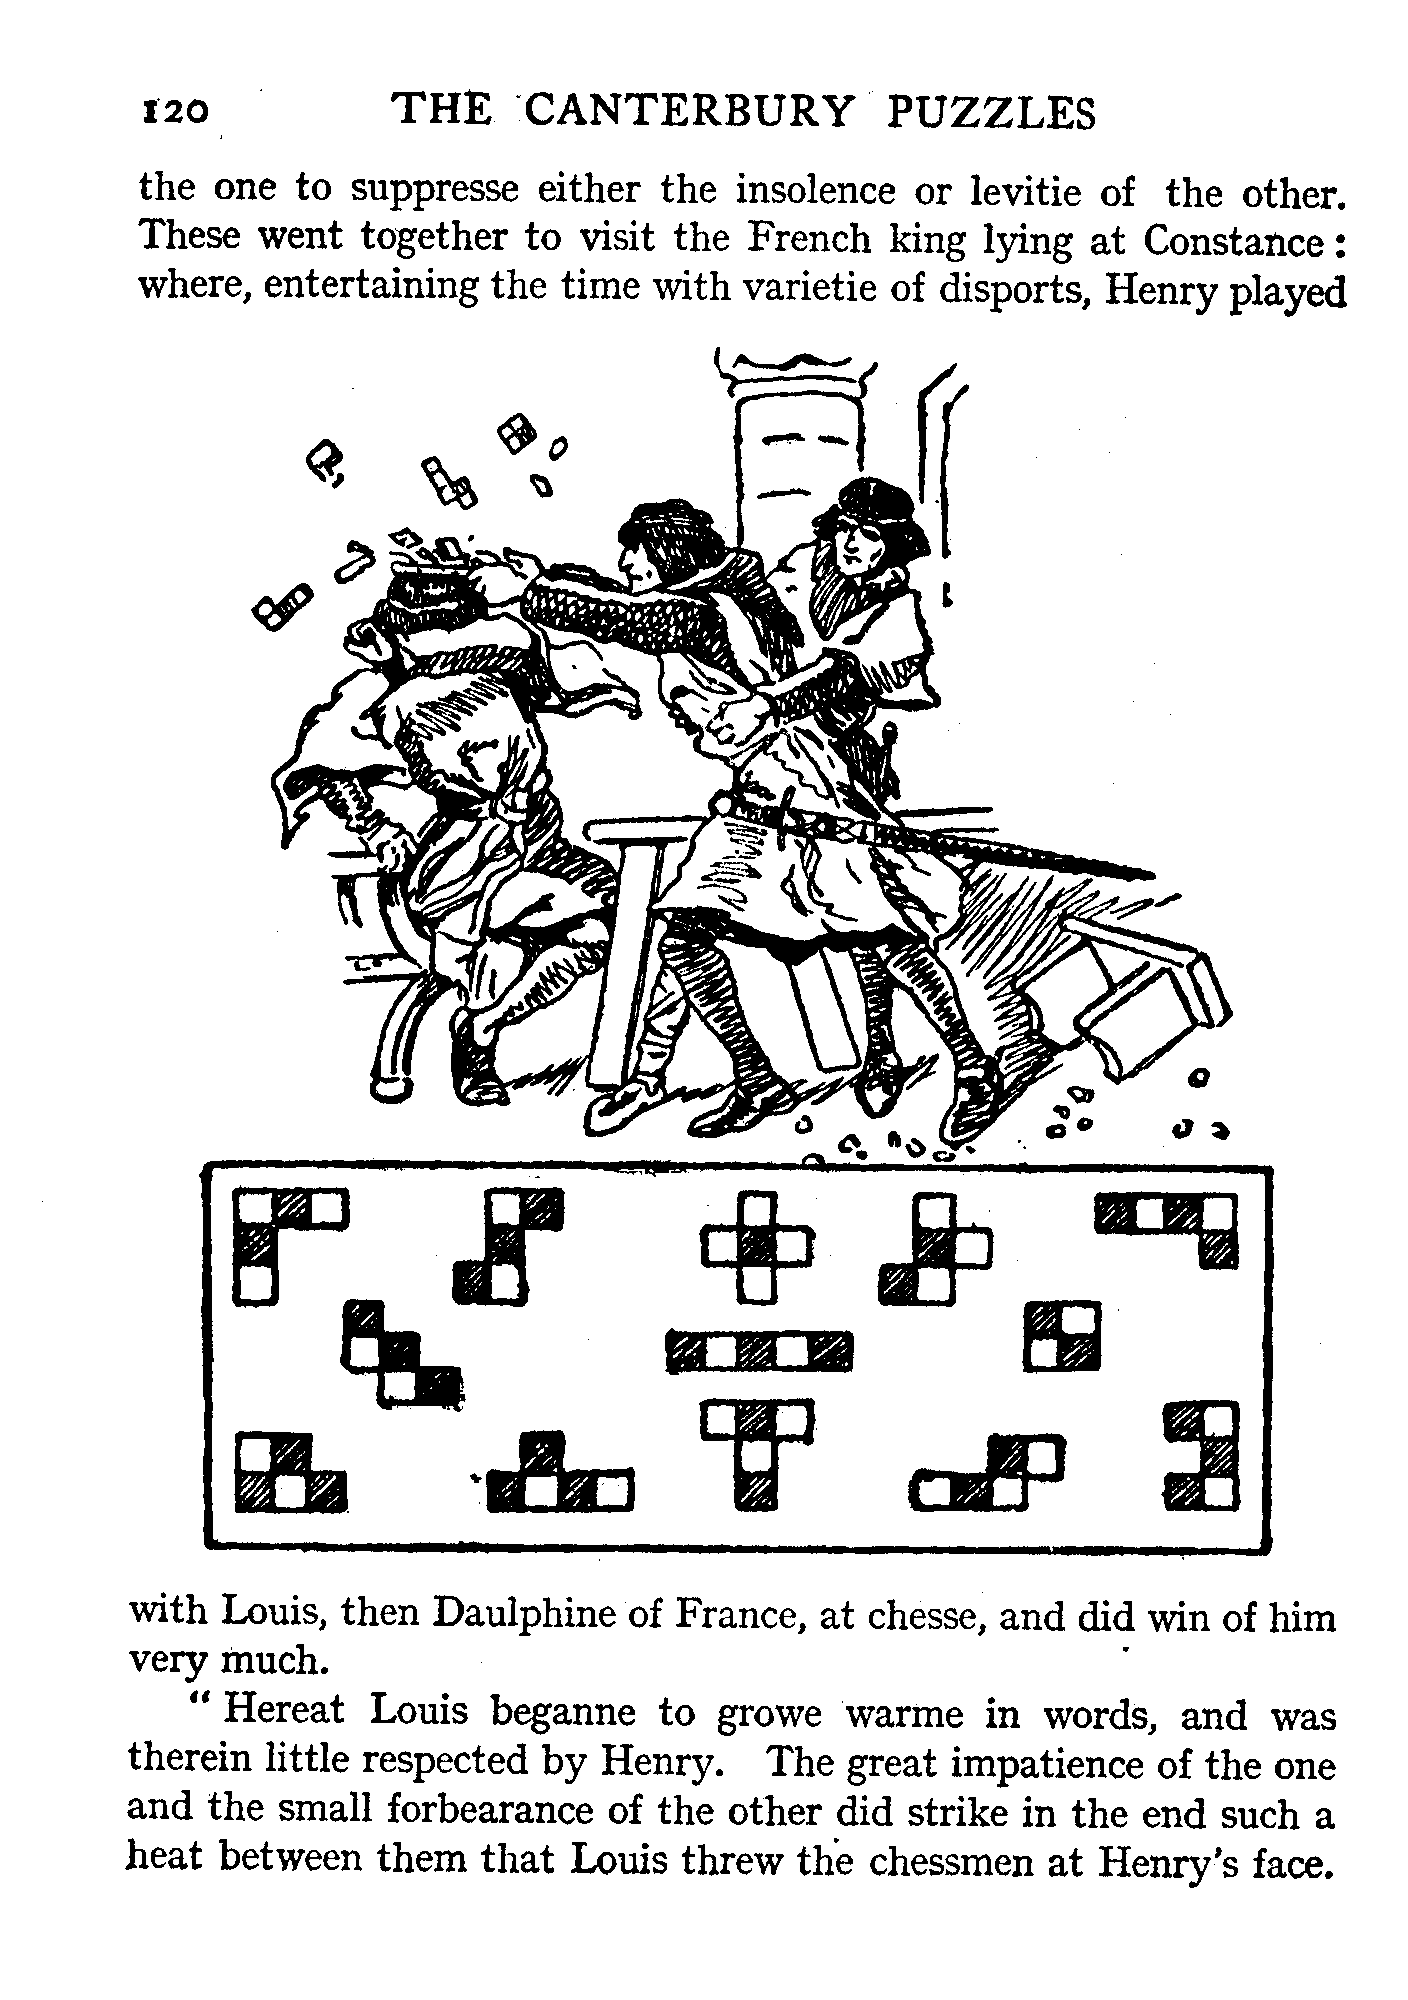 120 THE CANTERBURY PUZZLES
the one to suppresse either the insolence or levitie of the other.
These went together to visit the French king lying at Constance :
where, entertaining the time with varietie of disports, Henry played
with Louis, then Daulphine of France, at chesse, and did win of him
very much.
“ Hereat Louis beganne to growe warme in words, and was
therein little respected by Henry. The great impatience of the one
and the small forbearance of the other did strike in the end such a
heat between them that Louis threw the chessmen at Henry's face.